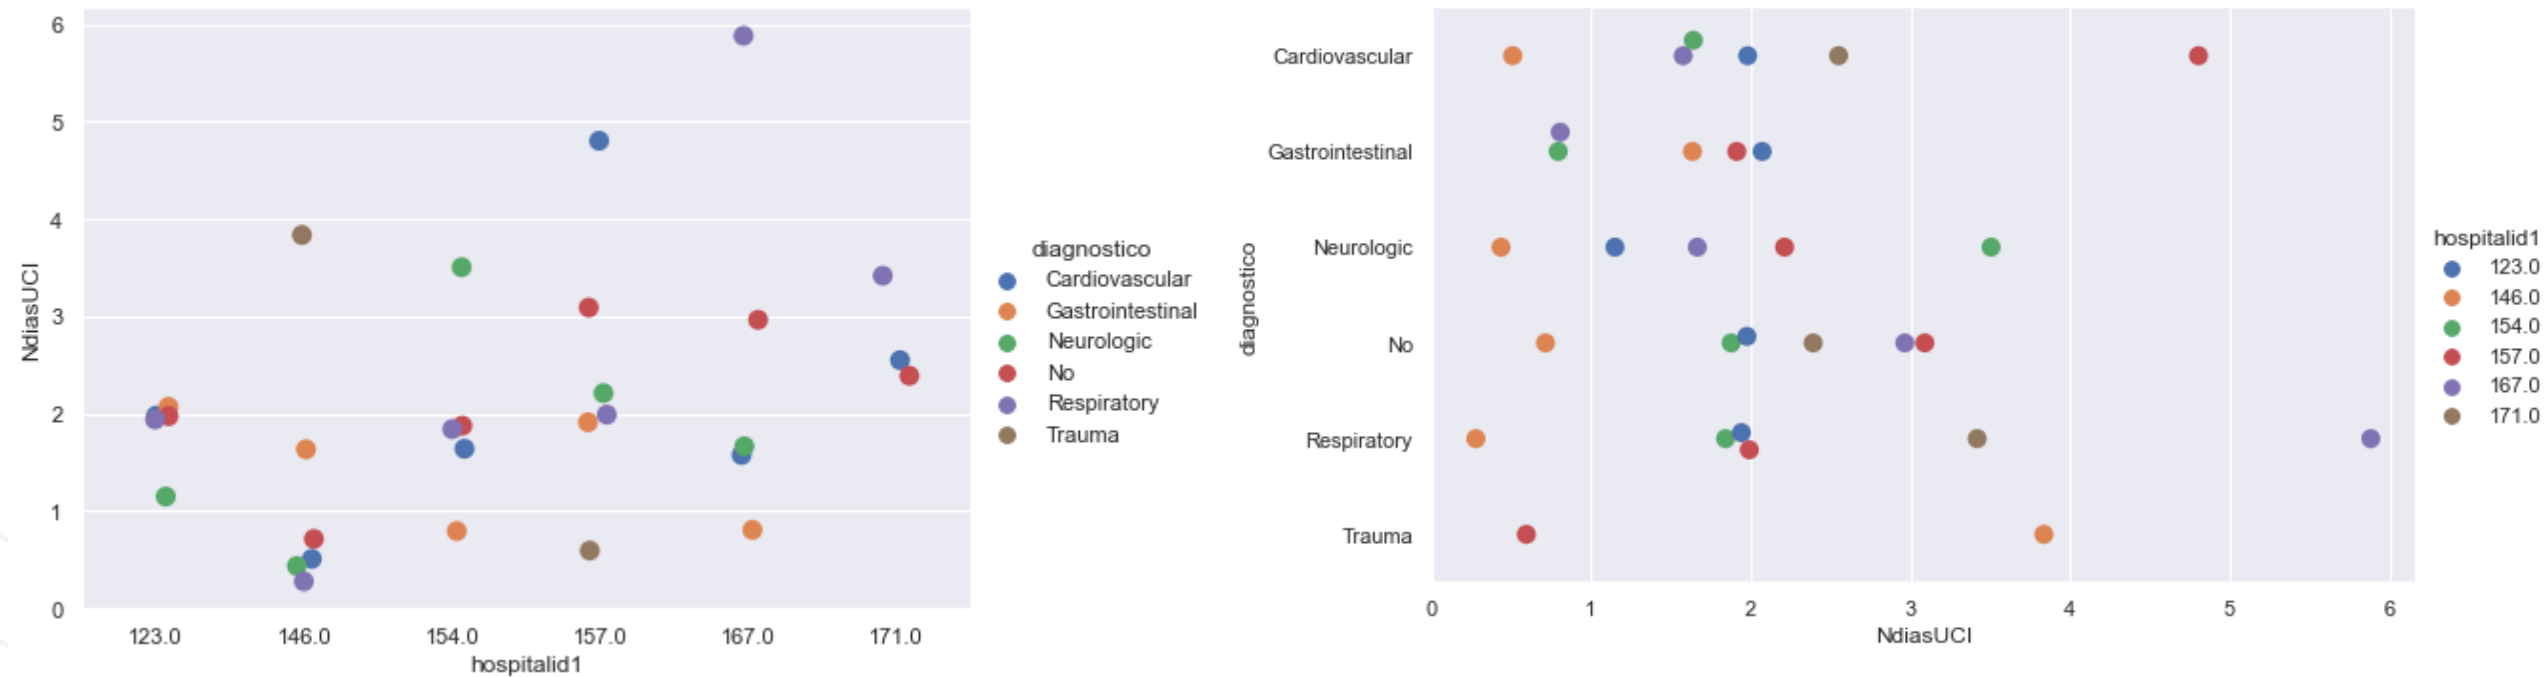 6
5
4
3
2
1
0
NdiasUCI
123.0 146.0 154.0 157.0 167.0 171.0
hospitalid1
diagnostico
Cardiovascular
Gastrointestinal
Neurologic
No
Respiratory
Trauma
diagnostico
Cardiovascular
Gastrointestinal
Neurologic
No
Respiratory
Trauma
0 1 2 3 4 5 6
NdiasUCI
hospitalid1
123.0
146.0
154.0
157.0
167.0
171.0